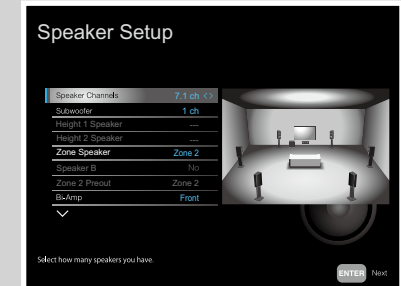 Speaker Setup
Speaker Channels 7.1 ch <>
Subwoofer 1 ch
Height 1 Speaker ---
Height 2 Speaker ---
Zone Speaker Zone 2
Speaker B No
Zone 2 Preout Zone 2
Bi-Amp Front
Select how many speakers you have.
ENTER Next